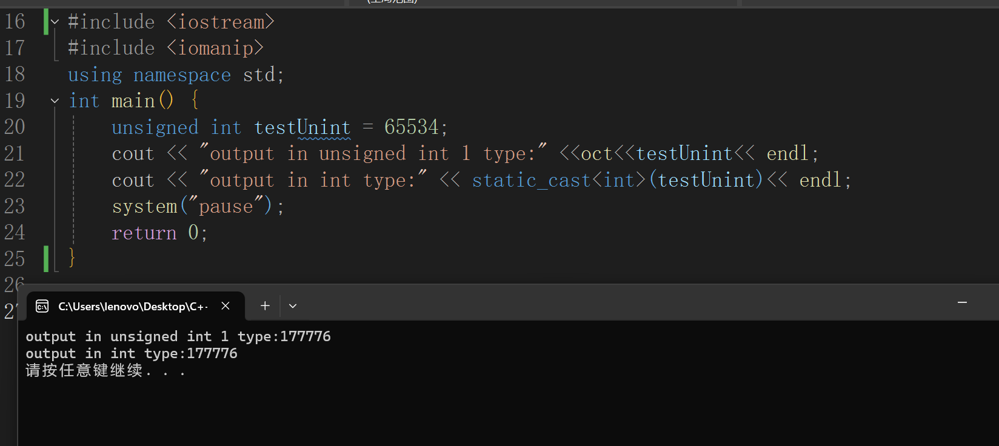 16 #include <iostream>
17 #include <iomanip>
18 using namespace std;
19 int main() {
20 unsigned int testUnint = 65534;
21 cout << "output in unsigned int 1 type:" <<oct<<testUnint<< endl;
22 cout << "output in int type:" << static_cast<int>(testUnint)<< endl;
23 system("pause");
24 return 0;
25 }
26
C:\Users\lenovo\Desktop\C+
output in unsigned int 1 type:177776
output in int type:177776
请按任意键继续. . .